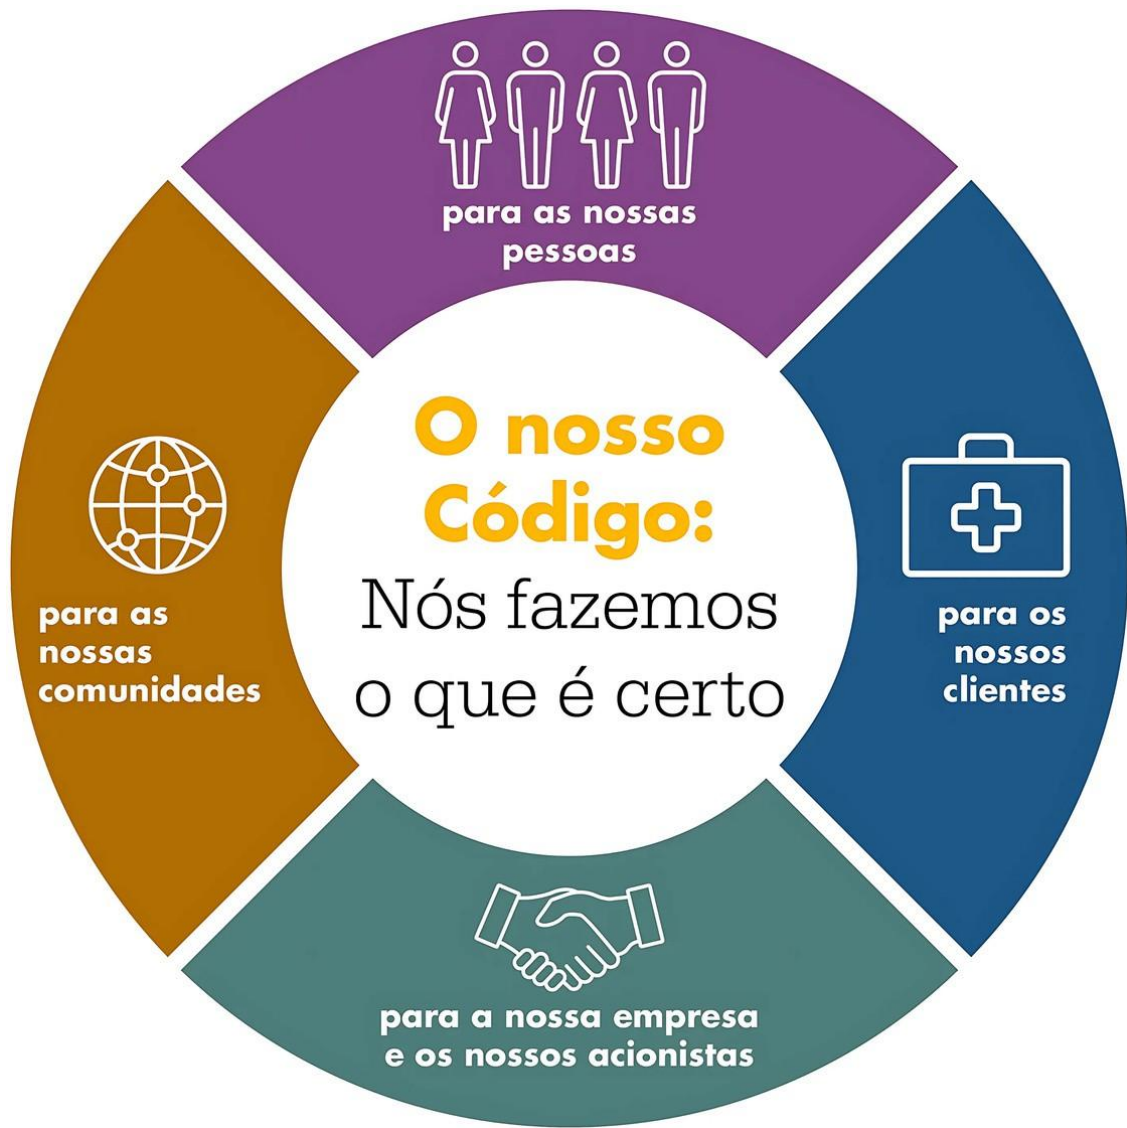 para as nossas
pessoas
O nosso
Código:
Nós fazemos
o que é certo
para os
nossos
clientes
para a nossa empresa
e os nossos acionistas
para as
nossas
comunidades